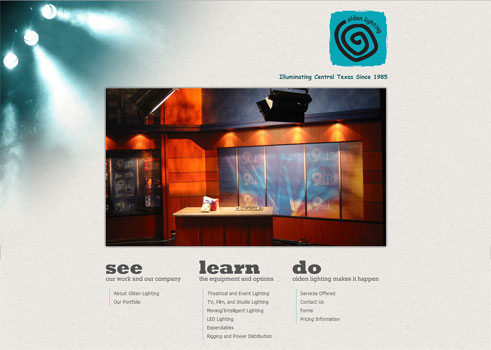 olden lighting
Illuminating Central Texas Since 1985
see
our work and our company
About Olden Lighting
Our Portfolio
learn
the equipment and options
Theatrical and Event Lighting
TV, Film, and Studio Lighting
Moving/Intelligent Lighting
LED Lighting
Expendables
Rigging and Power Distribution
do
olden lighting makes it happen
Services Offered
Contact Us
Forms
Pricing Information